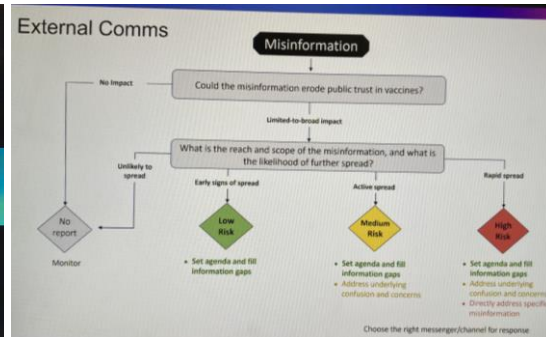 External Comms
Misinformation
No Impact
Could the misinformation erode public trust in vaccines?
Limited-to-broad impact
What is the reach and scope of the misinformation, and what is
the likelihood of further spread?
Unlikely to
spread
Early signs of spread
Active spread
Rapid spread
No
report
Low
Risk
Medium
Risk
High
Risk
Monitor
• Set agenda and fill
information gaps
• Set agenda and fill
information gaps
• Address underlying
confusion and concerns
• Set agenda and fill
information gaps
• Address underlying
confusion and concerns
• Directly address specific
misinformation
Choose the right messenger/channel for response